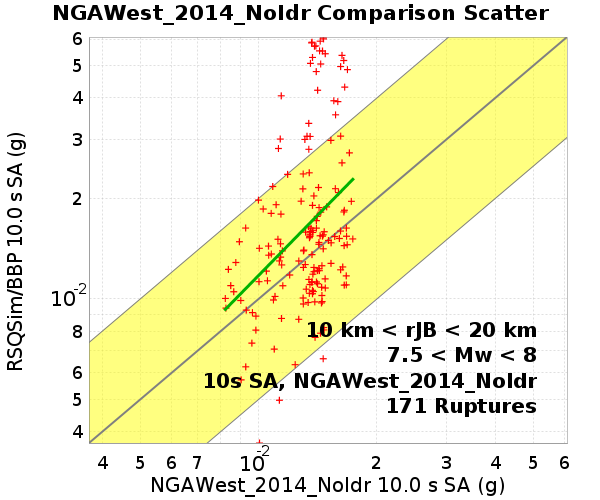 NGAWest_2014_NoIdr Comparison Scatter
RSQSim/BBP 10.0 s SA (g)
6
5
4
3
2
10-2
8
6
5
4
10 km < rJB < 20 km
7.5 < Mw < 8
10s SA, NGAWest_2014_NoIdr
171 Ruptures
4 5 6 7 10-2 2 3 4 5 6
NGAWest_2014_NoIdr 10.0 s SA (g)